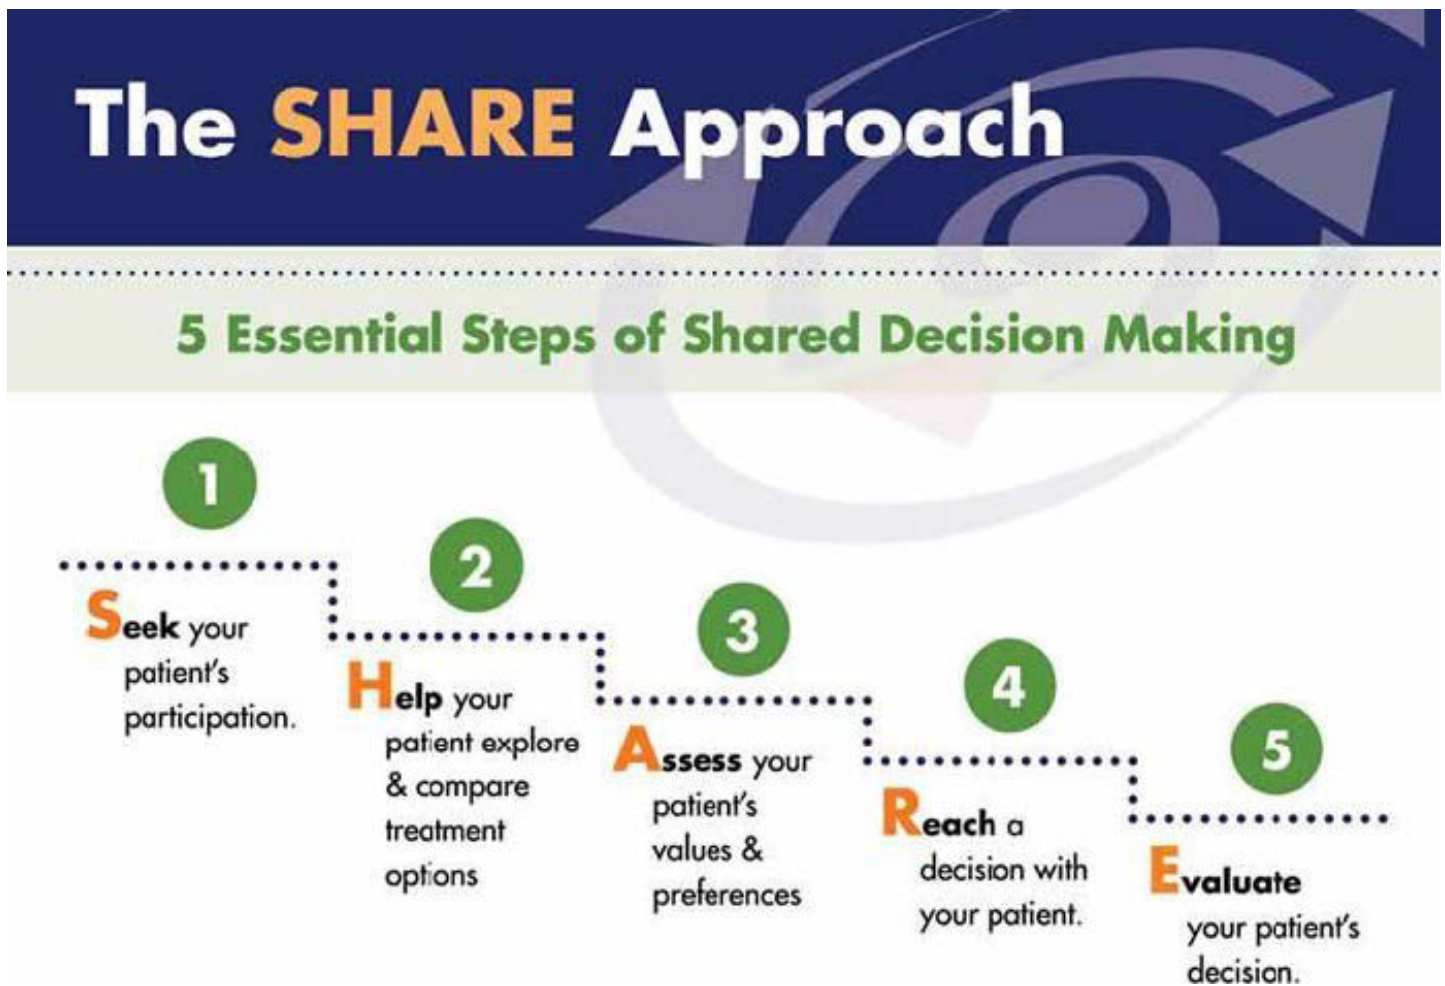 The SHARE Approach
5 Essential Steps of Shared Decision Making
1
Seek your
patient's
participation.
2
Help your
patient explore
& compare
treatment
options
3
Assess your
patient's
values &
preferences
4
Reach a
decision with
your patient.
5
Evaluate
your patient's
decision.